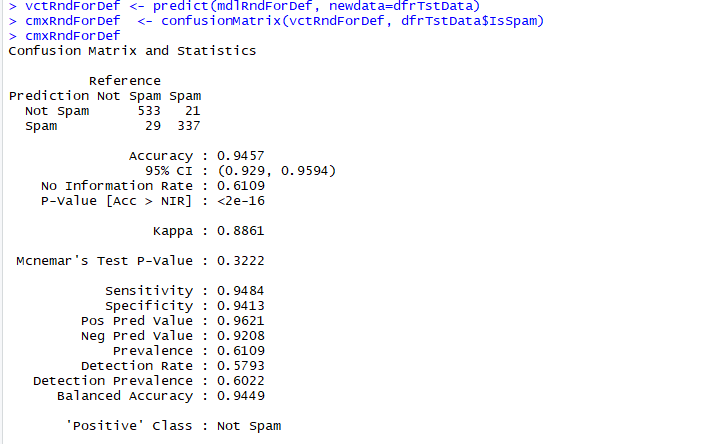 > vctRndForDef <- predict(mdlRndForDef, newdata=dfrTstData)
> cmxRndForDef  <- confusionMatrix(vctRndForDef, dfrTstData$IsSpam)
> cmxRndForDef
Confusion Matrix and Statistics
Reference
Prediction Not Spam Spam
Not Spam 533 21
Spam 29 337
Accuracy : 0.9457
95% CI : (0.929, 0.9594)
No Information Rate : 0.6109
P-Value [Acc > NIR] : <2e-16
Kappa : 0.8861
Mcnemar's Test P-Value : 0.3222
Sensitivity : 0.9484
Specificity : 0.9413
Pos Pred Value : 0.9621
Neg Pred Value : 0.9208
Prevalence : 0.6109
Detection Rate : 0.5793
Detection Prevalence : 0.6022
Balanced Accuracy : 0.9449
'Positive' Class : Not Spam